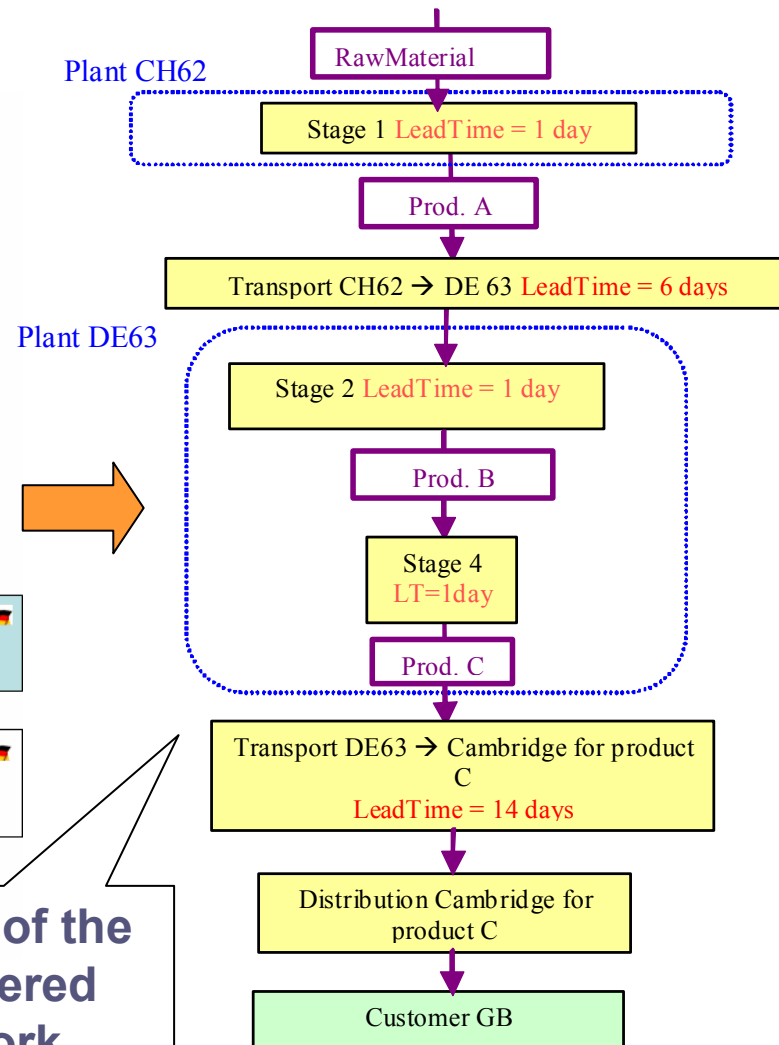 RawMaterial
Plant CH62
Stage 1 LeadTime = 1 day
Prod. A
Transport CH62 → DE 63 LeadTime = 6 days
Plant DE63
Stage 2 LeadTime = 1 day
Prod. B
Stage 4
LT=1day
Prod. C
Transport DE63 → Cambridge for product
C
LeadTime = 14 days
Distribution Cambridge for
product C
of the
ered
ork
Customer GB